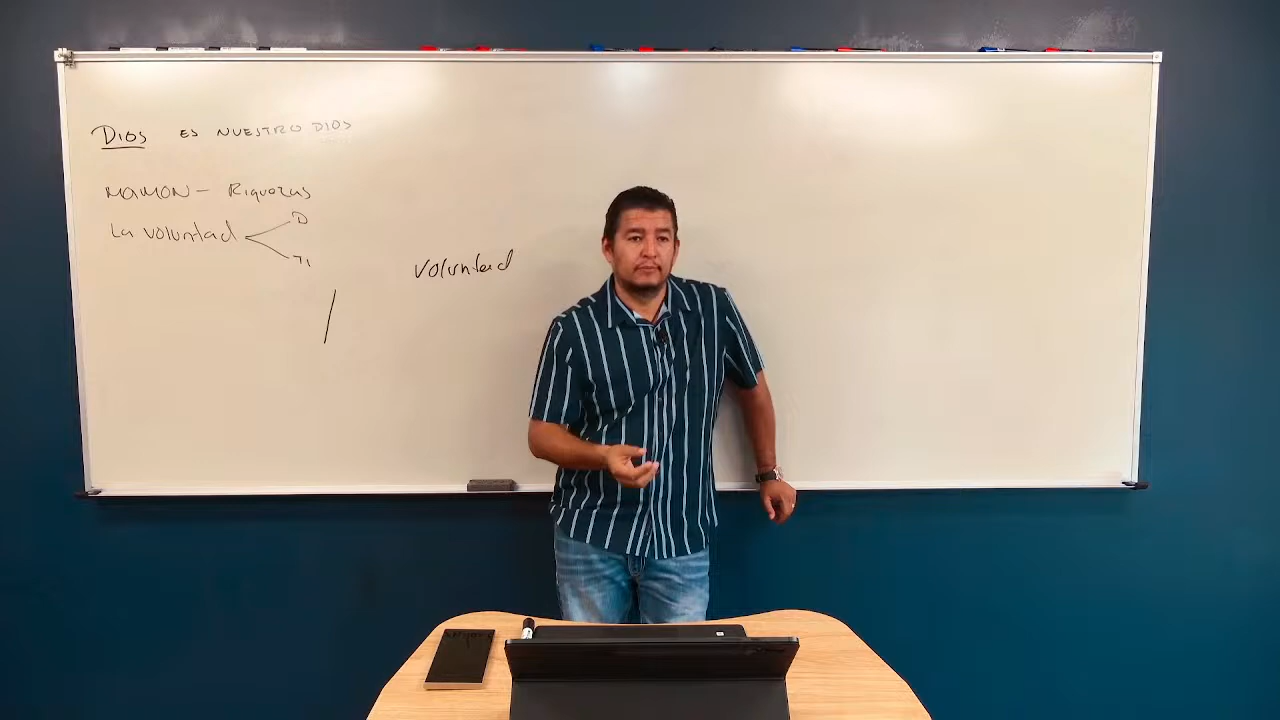 DIOS ES NUESTRO DIOS
MAMON - Riquezas
La voluntad
D
voluntad